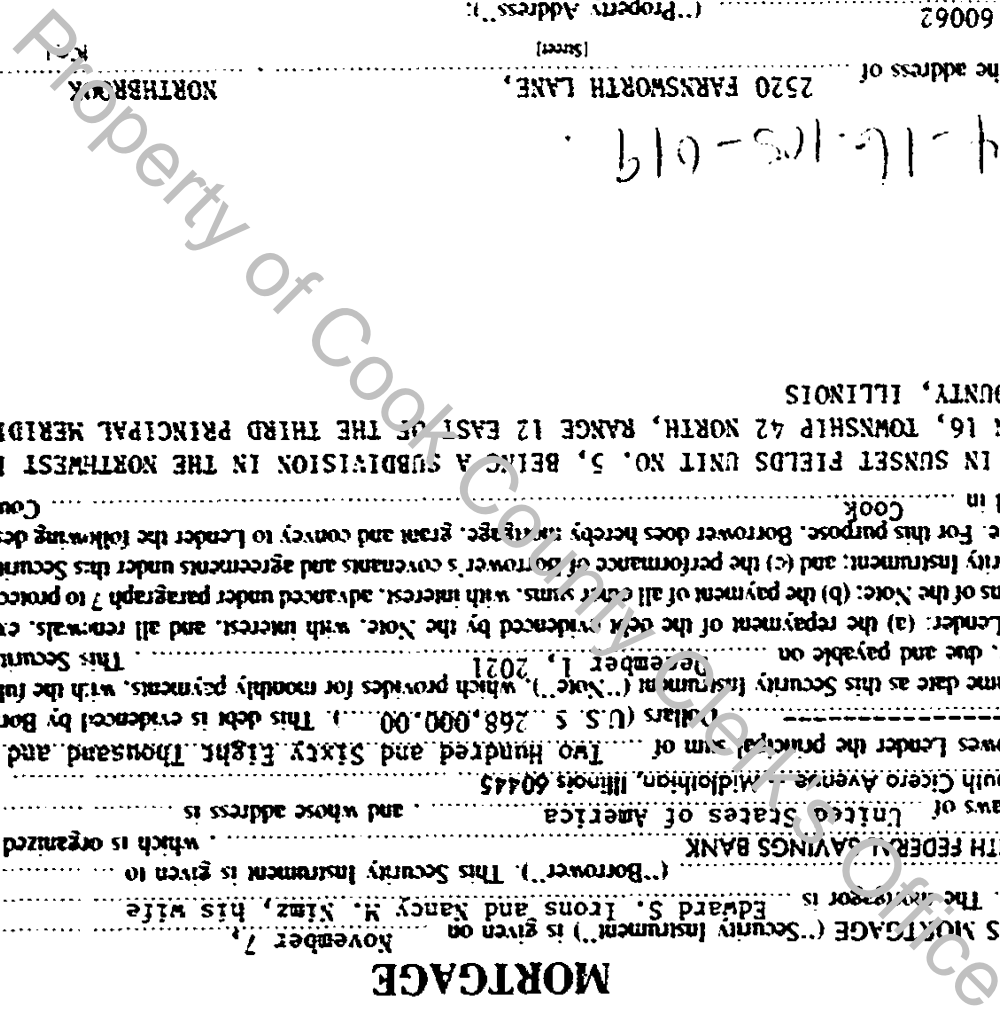 MORTGAGE
S MORTGAGE ("Security Instrument") is given on November 7,
. The mortgagor is Edward S. Irons and Nancy M. Nimz, his wife
("Borrower"). This Security Instrument is given to
TH FEDERAL SAVINGS BANK , which is organized
aws of United States of America , and whose address is
outh Cicero Avenue -- Midlothian, Illinois 60445
owes Lender the principal sum of Two Hundred and Sixty Eight Thousand and
---------------- Dollars (U.S. $ 268,000.00 ). This debt is evidenced by Bor
ame date as this Security Instrument ("Note"), which provides for monthly payments, with the full
, due and payable on December 1, 2021 . This Securit
Lender: (a) the repayment of the debt evidenced by the Note, with interest, and all renewals, ex
ns of the Note; (b) the payment of all other sums, with interest, advanced under paragraph 7 to protect
rity Instrument; and (c) the performance of Borrower's covenants and agreements under this Securit
e. For this purpose, Borrower does hereby mortgage, grant and convey to Lender the following des
d in Cook Cou
IN SUNSET FIELDS UNIT NO. 5, BEING A SUBDIVISION IN THE NORTHWEST
16, TOWNSHIP 42 NORTH, RANGE 12 EAST OF THE THIRD PRINCIPAL MERIDI
OUNTY, ILLINOIS
4-16-105-019
he address of 2520 FARNSWORTH LANE, NORTHBROOK
[Street]
60062 ("Property Address");
Property of Cook County Clerk's Office